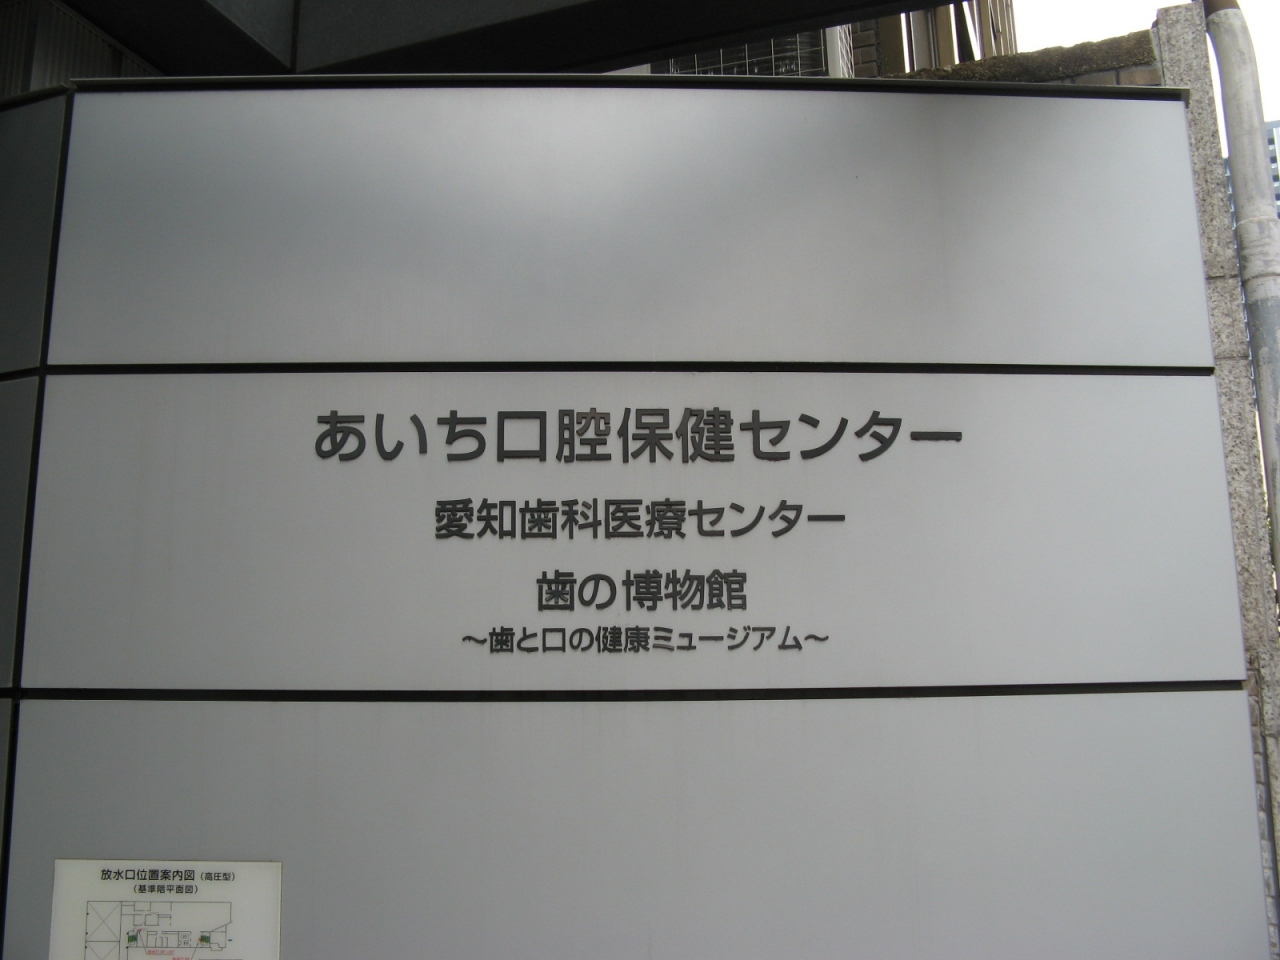 あいち口腔保健センター
愛知歯科医療センター
歯の博物館
～歯と口の健康ミュージアム～
放水口位置案内図（高圧型）
（基準階平面図）